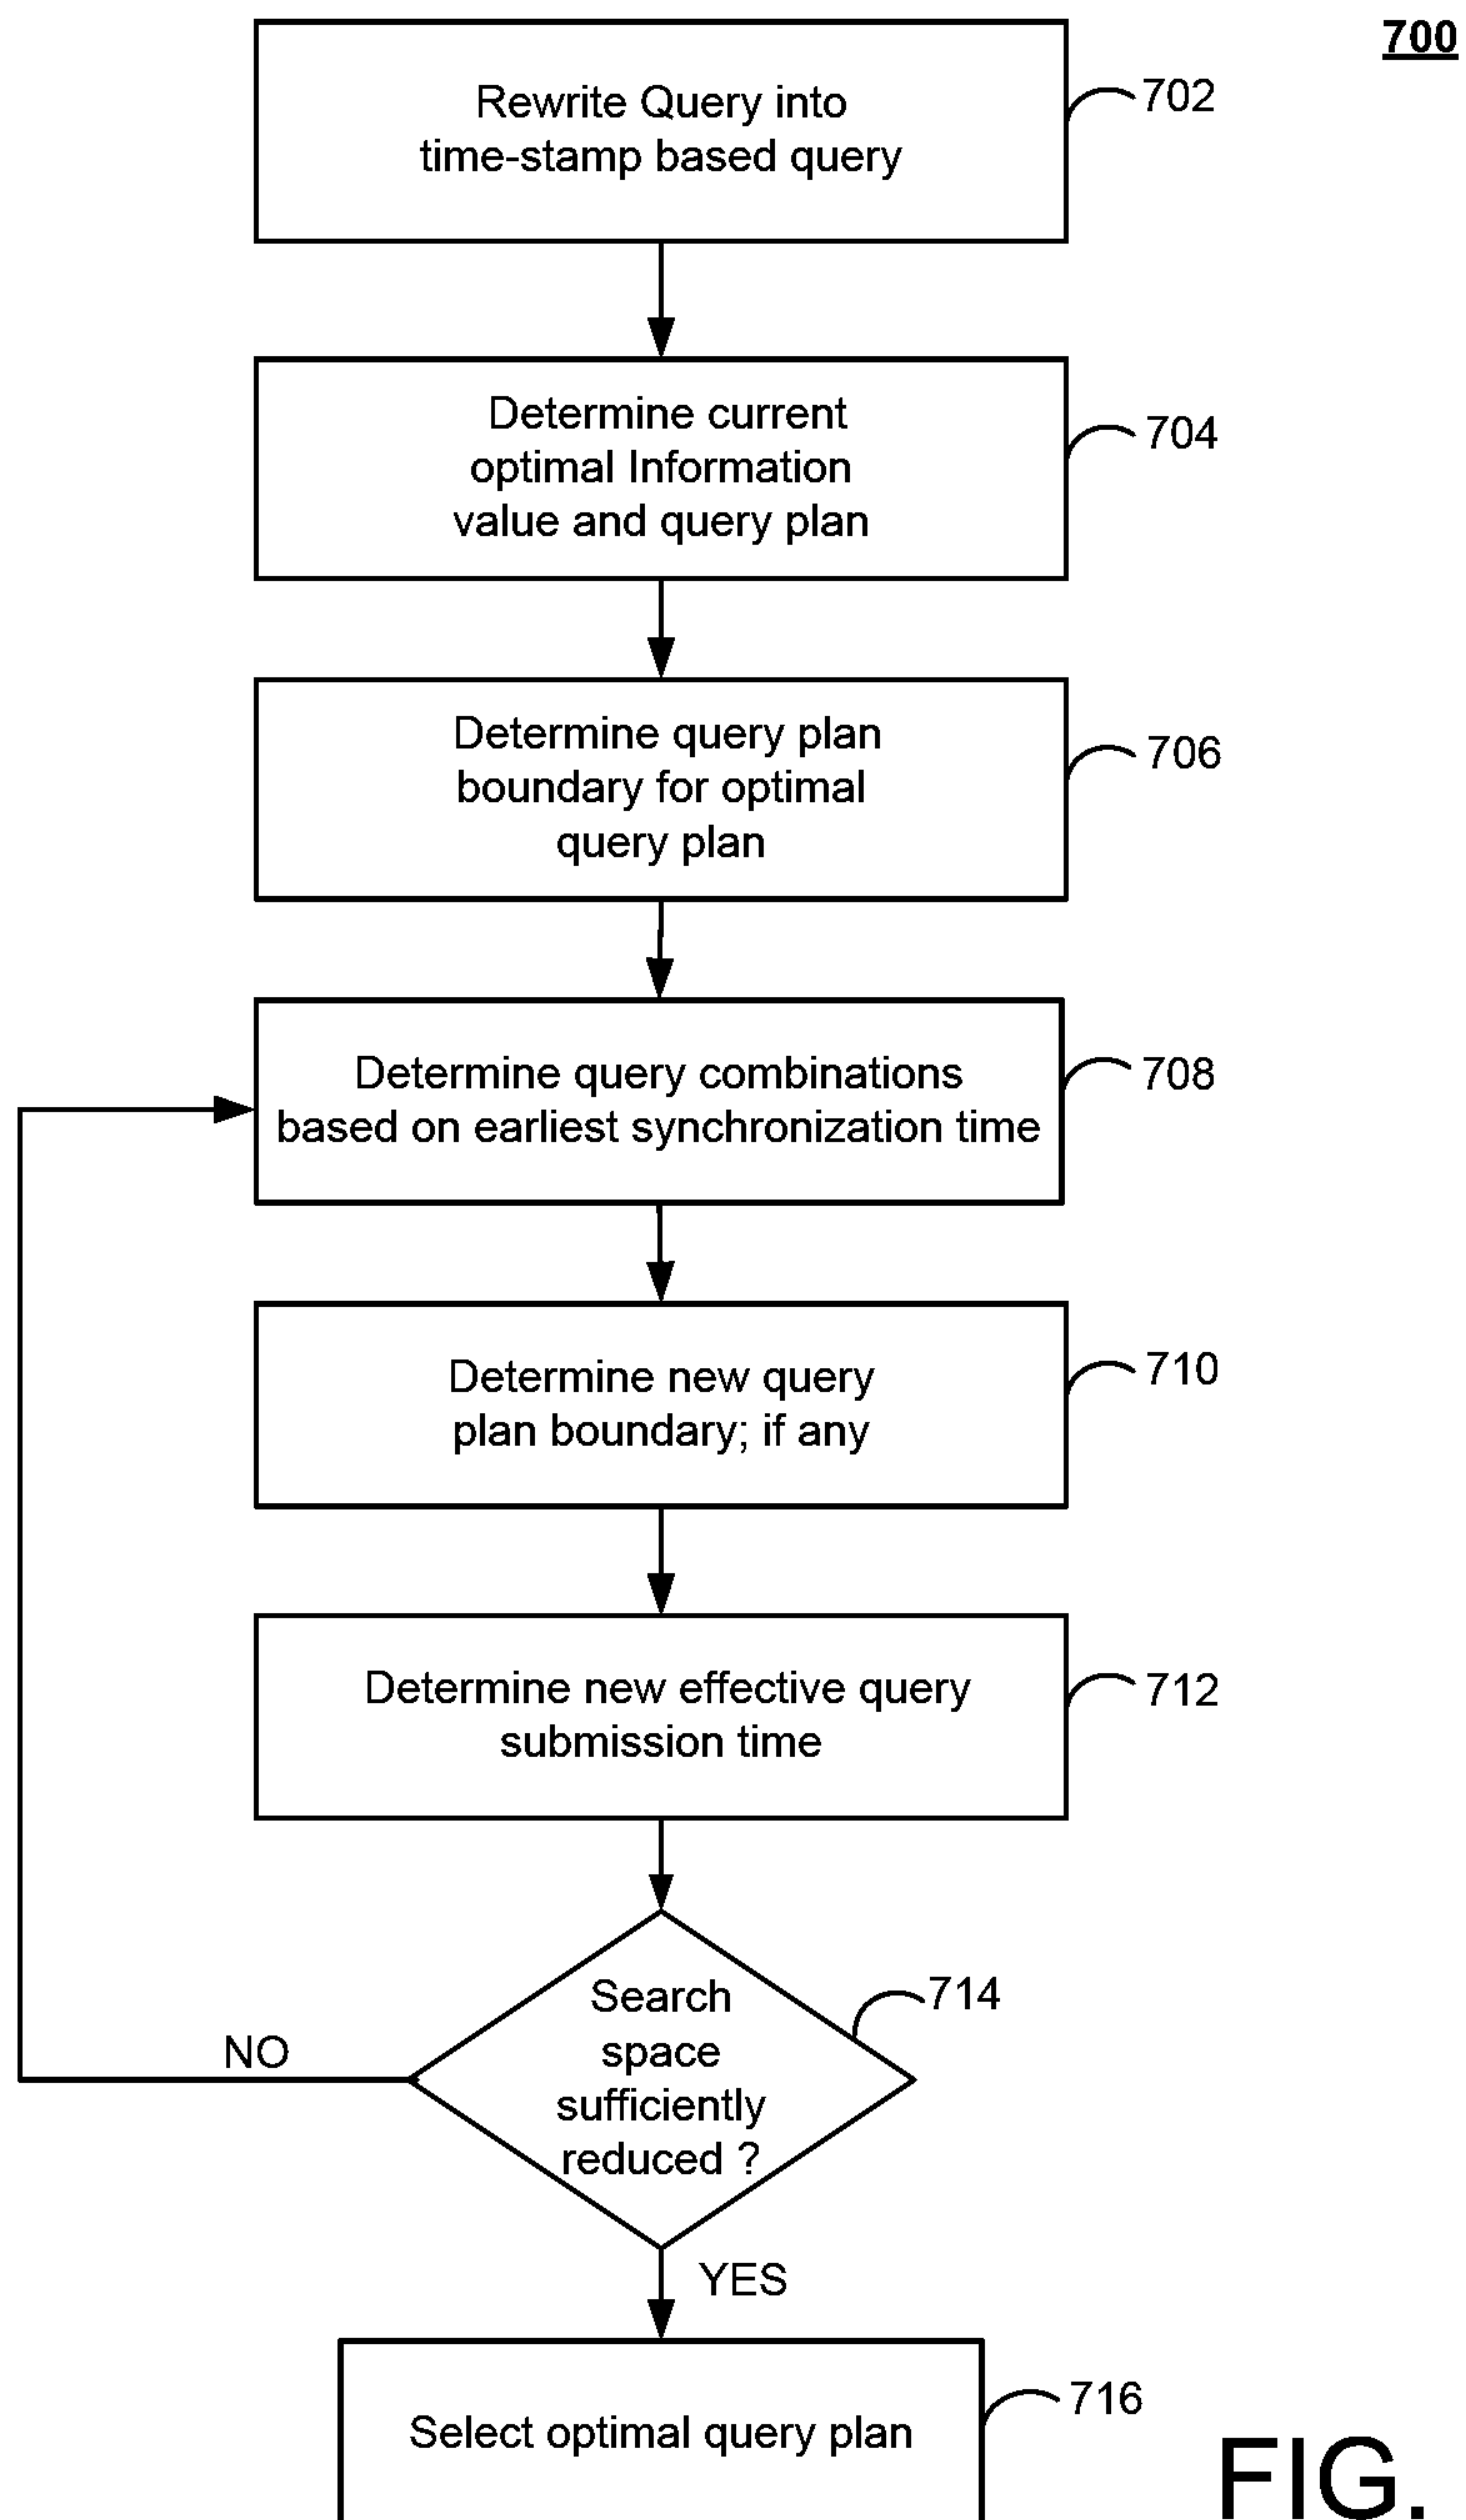 700
Rewrite Query into
time-stamp based query
702
Determine current
optimal Information
value and query plan
704
Determine query plan
boundary for optimal
query plan
706
Determine query combinations
based on earliest synchronization time
708
Determine new query
plan boundary; if any
710
Determine new effective query
submission time
712
Search
space
sufficiently
reduced ?
714
NO
YES
Select optimal query plan
716
FIG.